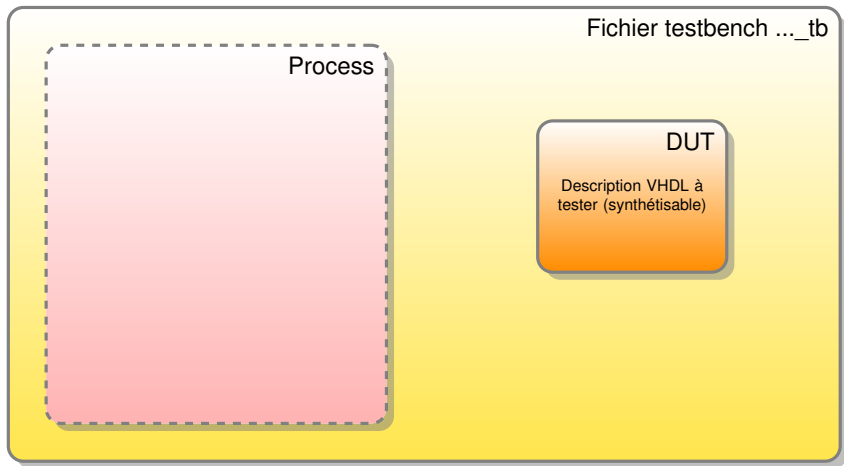 Fichier testbench ..._tb
Process
DUT
Description VHDL à
tester (synthétisable)